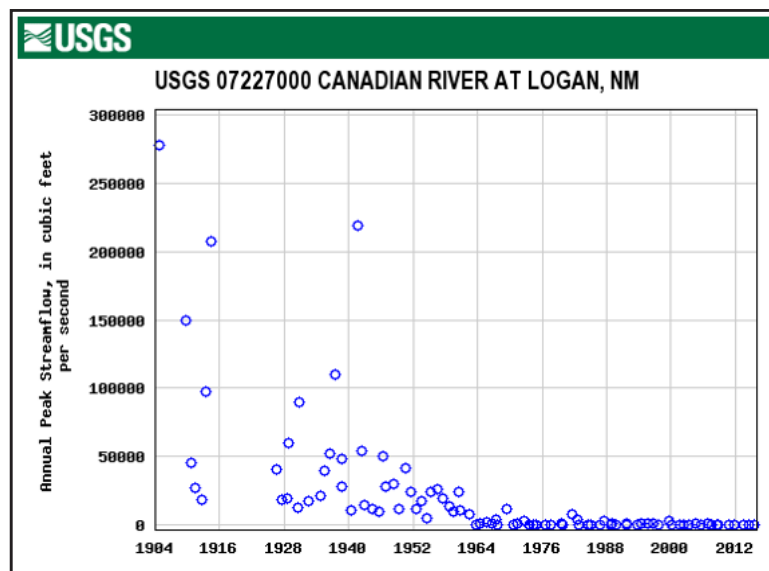 USGS
USGS 07227000 CANADIAN RIVER AT LOGAN, NM
Annual Peak Streamflow, in cubic feet
per second
300000
250000
200000
150000
100000
50000
0
1904 1916 1928 1940 1952 1964 1976 1988 2000 2012